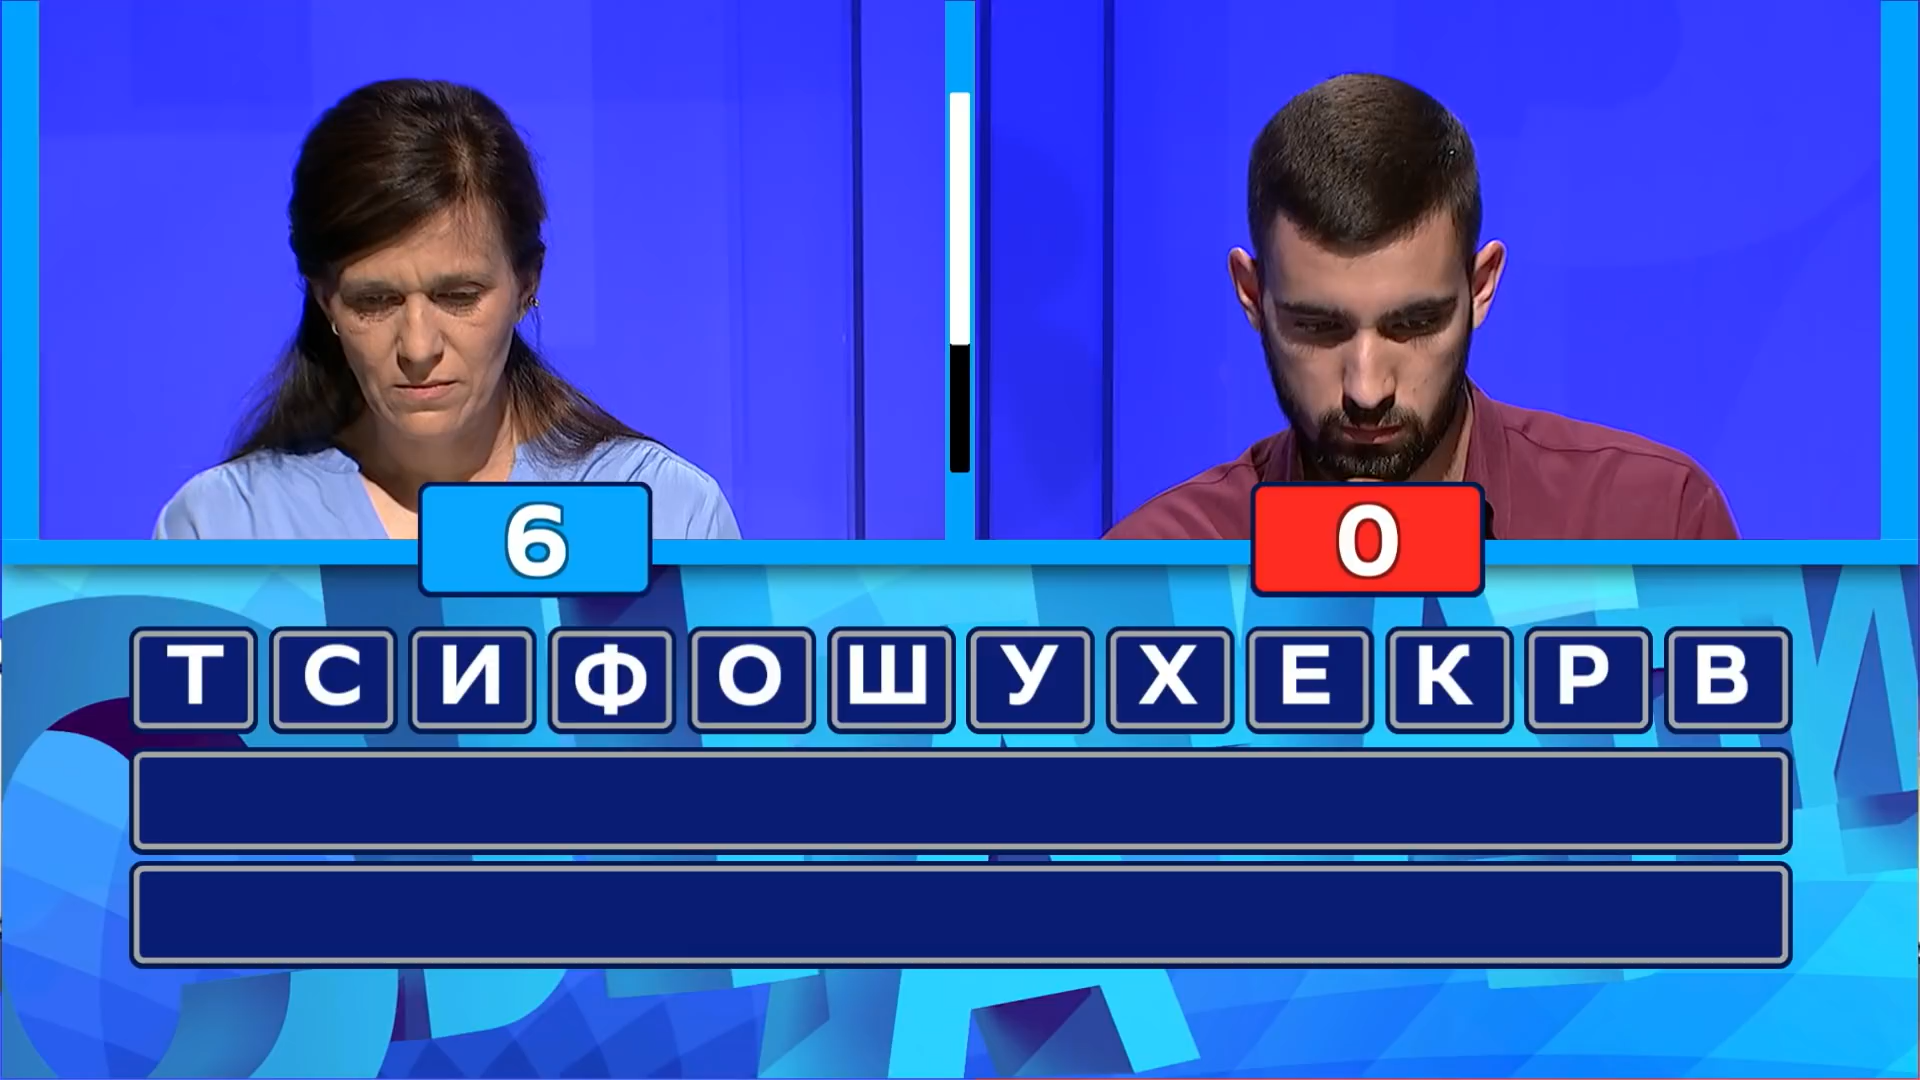 6 0
Т С И Ф О Ш У Х Е К Р В